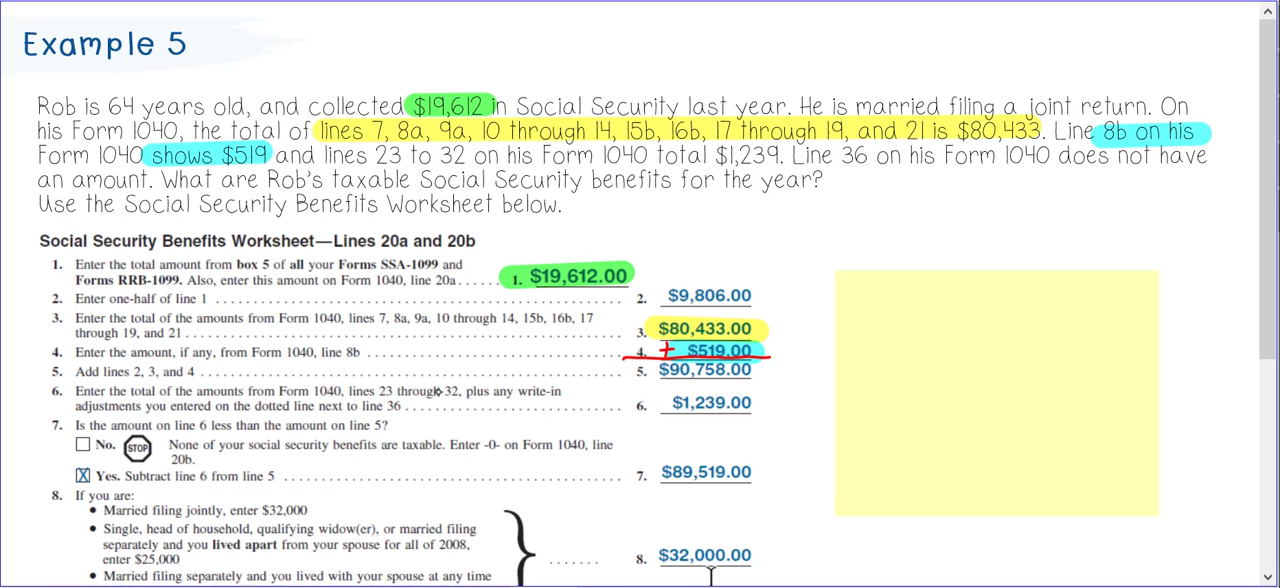 Example 5
Rob is 64 years old, and collected $19,612 in Social Security last year. He is married filing a joint return. On
his Form 1040, the total of lines 7, 8a, 9a, 10 through 14, 15b, 16b, 17 through 19, and 21 is $80,433. Line 8b on his
Form 1040 shows $519 and lines 23 to 32 on his Form 1040 total $1,239. Line 36 on his Form 1040 does not have
an amount. What are Rob's taxable Social Security benefits for the year?
Use the Social Security Benefits Worksheet below.
Social Security Benefits Worksheet—Lines 20a and 20b
1. Enter the total amount from box 5 of all your Forms SSA-1099 and
Forms RRB-1099. Also, enter this amount on Form 1040, line 20a...... 1. $19,612.00
2. Enter one-half of line 1 ........ 2. $9,806.00
3. Enter the total of the amounts from Form 1040, lines 7, 8a, 9a, 10 through 14, 15b, 16b, 17
through 19, and 21 ........ 3. $80,433.00
4. Enter the amount, if any, from Form 1040, line 8b ........ 4. + $519.00
5. Add lines 2, 3, and 4 ........ 5. $90,758.00
6. Enter the total of the amounts from Form 1040, lines 23 through 32, plus any write-in
adjustments you entered on the dotted line next to line 36 ........ 6. $1,239.00
7. Is the amount on line 6 less than the amount on line 5?
No. STOP None of your social security benefits are taxable. Enter -0- on Form 1040, line
20b.
X Yes. Subtract line 6 from line 5 ........ 7. $89,519.00
8. If you are:
• Married filing jointly, enter $32,000
• Single, head of household, qualifying widow(er), or married filing
separately and you lived apart from your spouse for all of 2008,
enter $25,000 ....... 8. $32,000.00
• Married filing separately and you lived with your spouse at any time